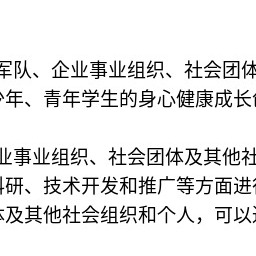 军队、企业事业组织、社会团体
少年、青年学生的身心健康成长
业事业组织、社会团体及其他社
科研、技术开发和推广等方面进行
体及其他社会组织和个人，可以